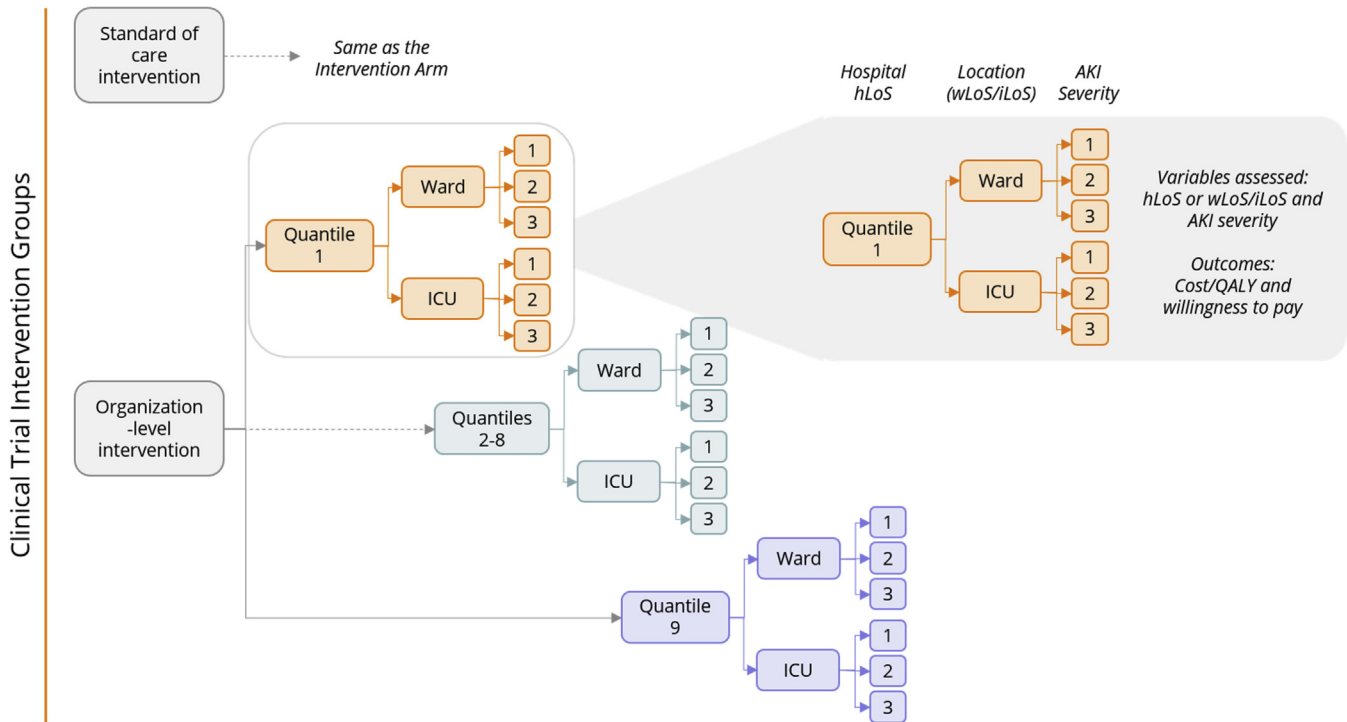 Clinical Trial Intervention Groups
Standard of
care
intervention
Same as the
Intervention Arm
Organization
-level
intervention
Quantile
1
Ward
1
2
3
ICU
1
2
3
Quantiles
2-8
Ward
1
2
3
ICU
1
2
3
Quantile
9
Ward
1
2
3
ICU
1
2
3
Hospital
hLoS
Location
(wLoS/iLoS)
AKI
Severity
Quantile
1
Ward
1
2
3
ICU
1
2
3
Variables assessed:
hLoS or wLoS/iLoS and
AKI severity
Outcomes:
Cost/QALY and
willingness to pay